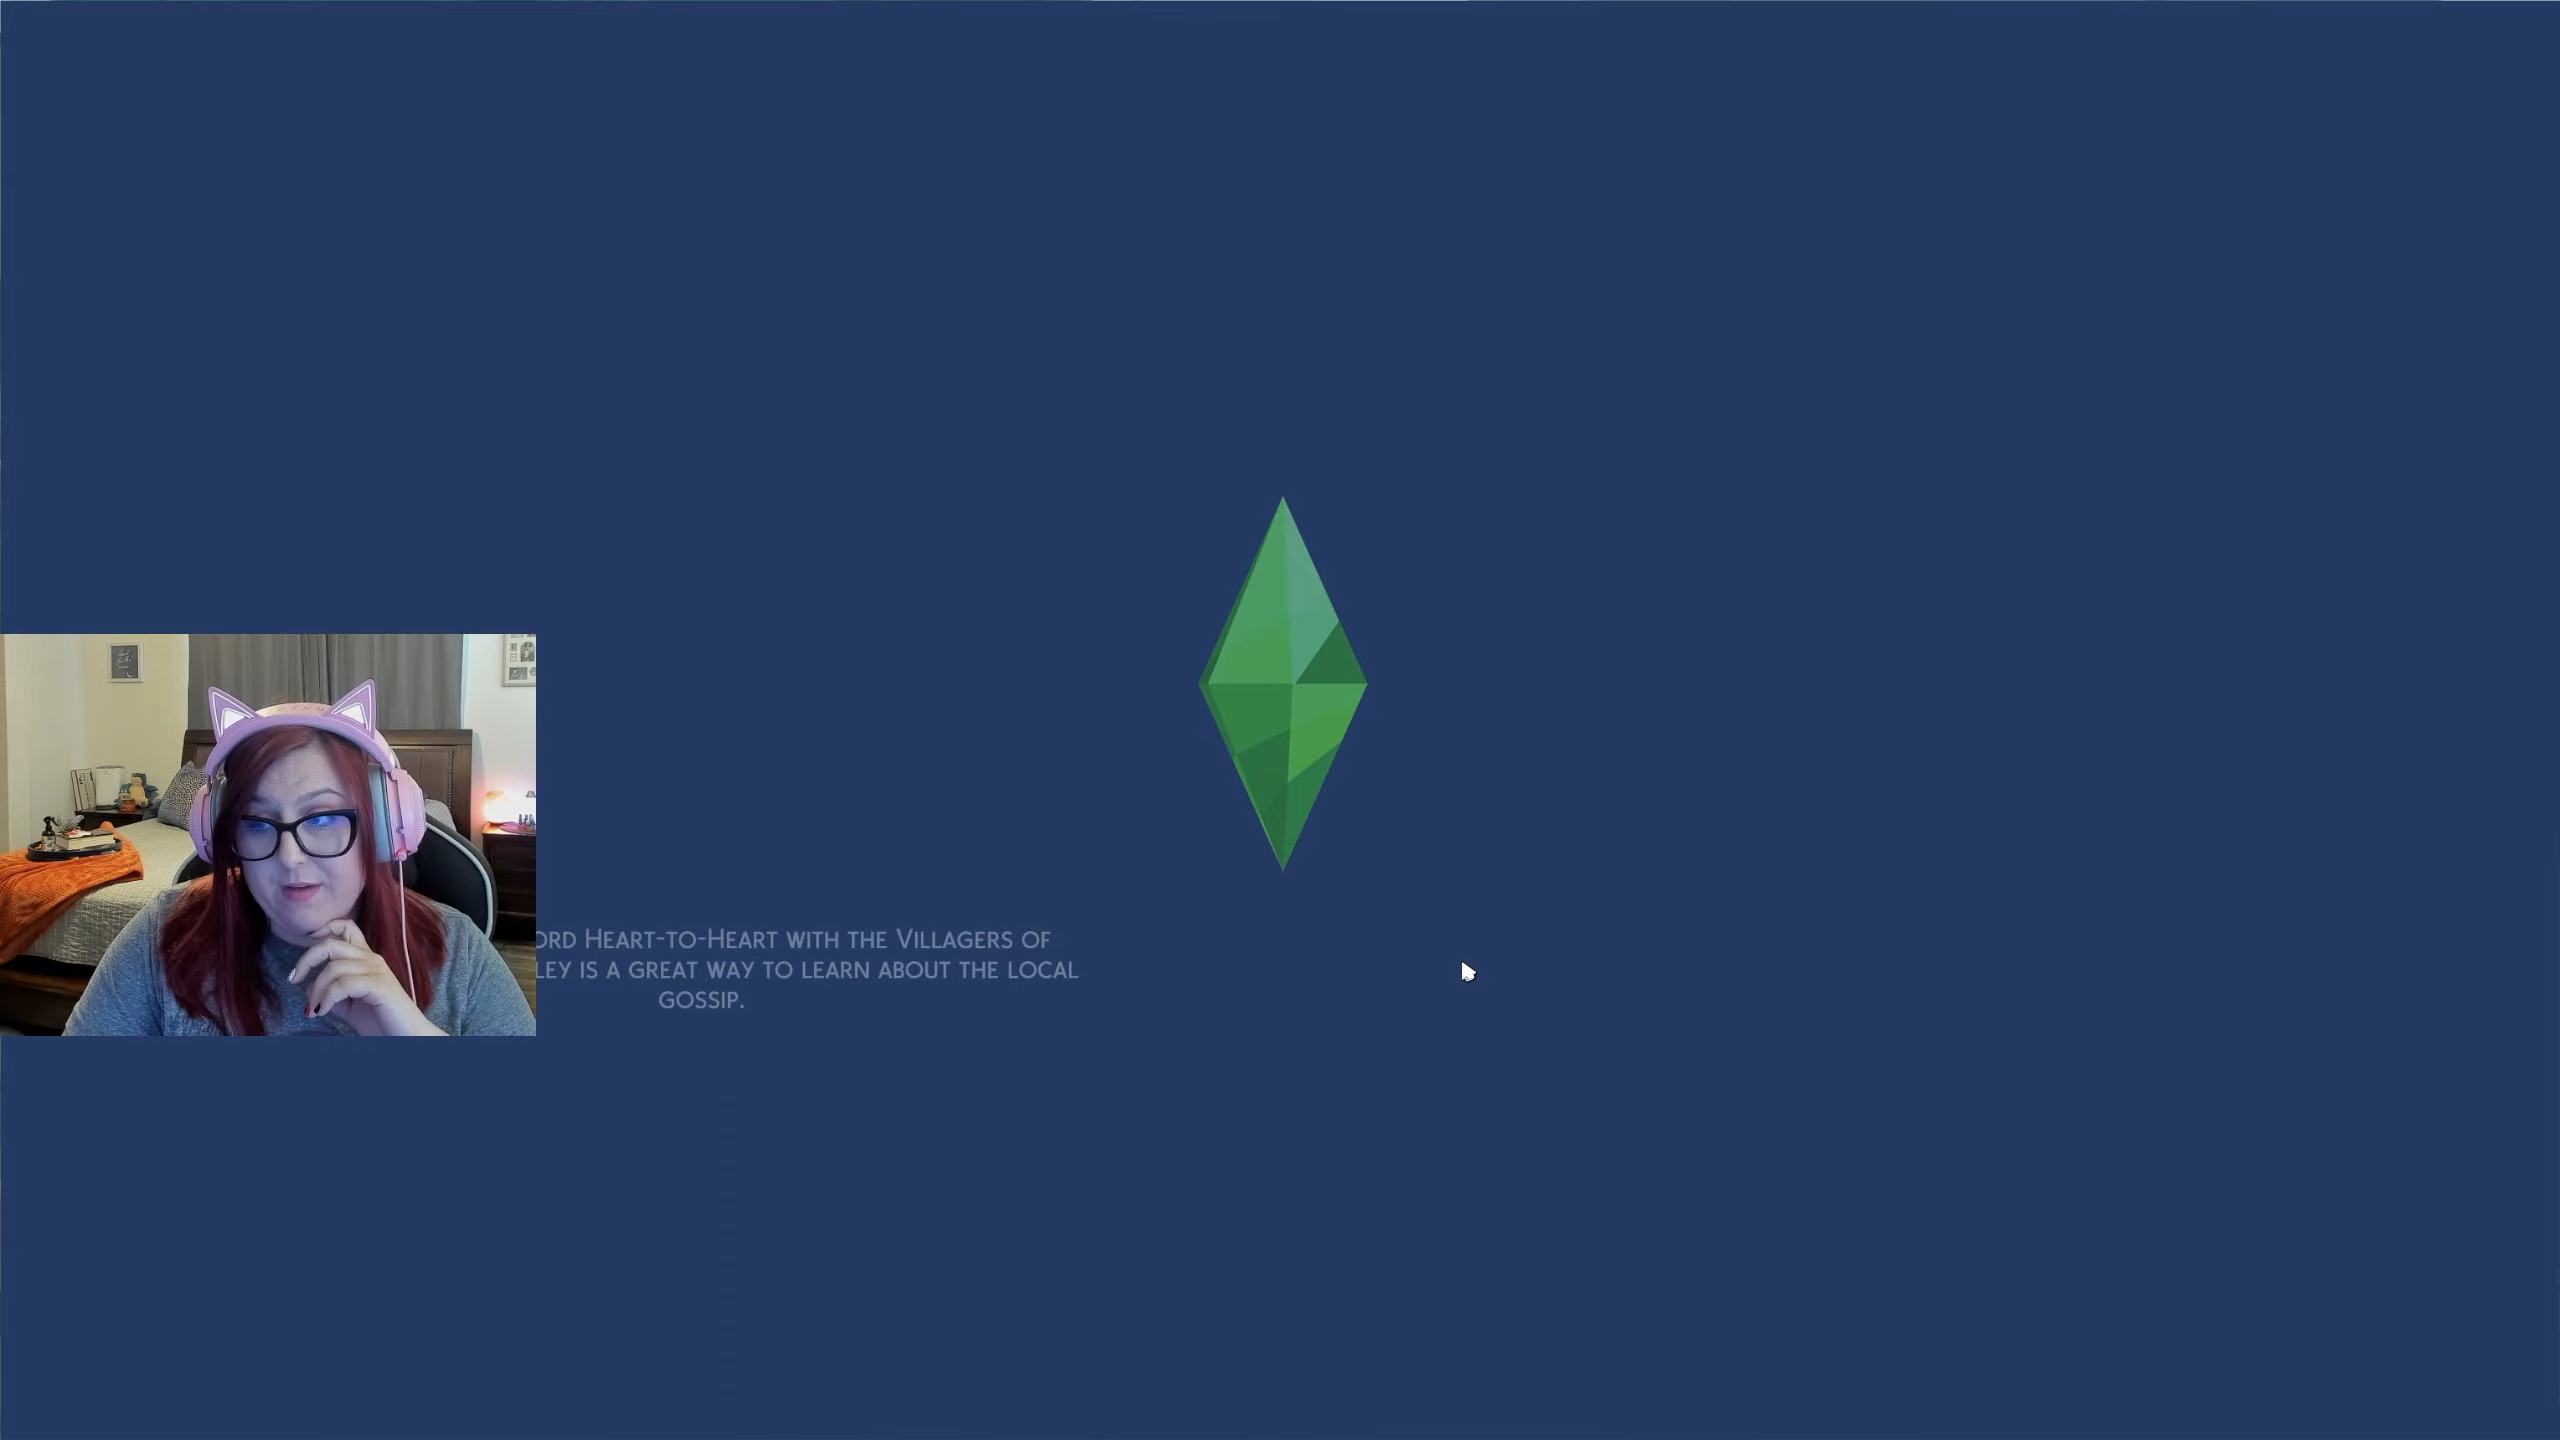 HEART-TO-HEART WITH THE VILLAGERS OF
IS A GREAT WAY TO LEARN ABOUT THE LOCAL
GOSSIP.